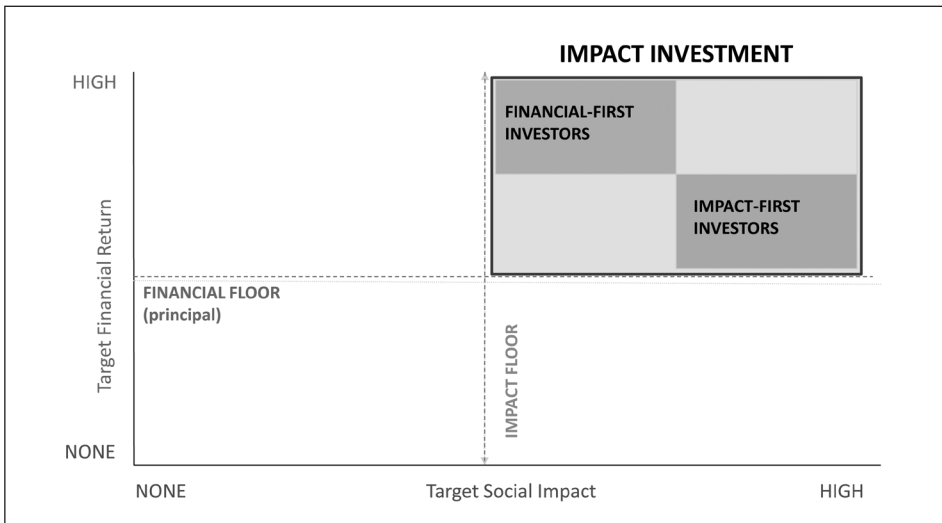 IMPACT INVESTMENT
HIGH
FINANCIAL-FIRST
INVESTORS
IMPACT-FIRST
INVESTORS
Target Financial Return
FINANCIAL FLOOR
(principal)
IMPACT FLOOR
NONE
NONE
Target Social Impact
HIGH